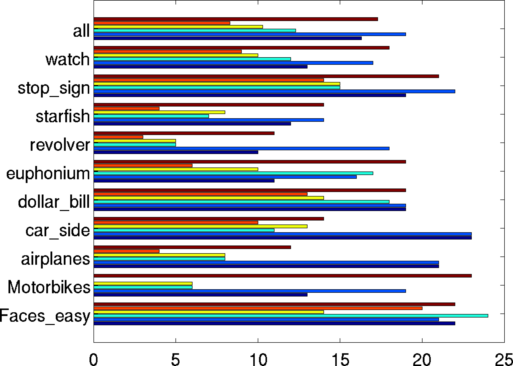 all
watch
stop_sign
starfish
revolver
euphonium
dollar_bill
car_side
airplanes
Motorbikes
Faces_easy
0 5 10 15 20 25